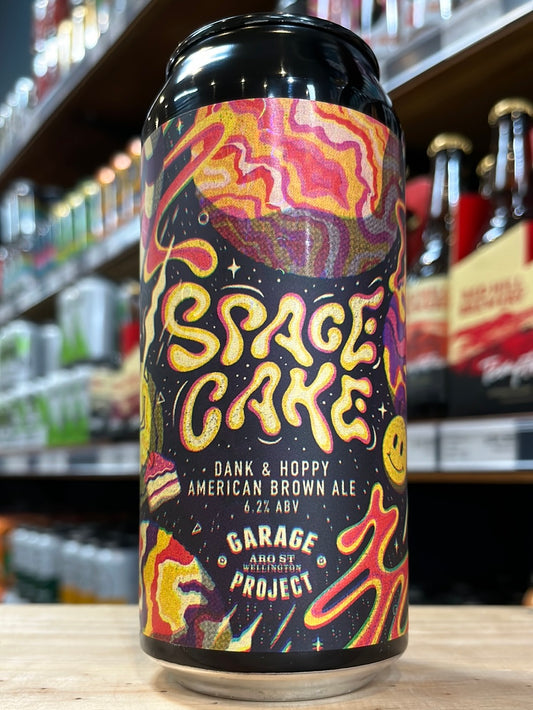 SPACE
CAKE
DANK & HOPPY
AMERICAN BROWN ALE
6.2% ABV
GARAGE
ARO ST
WELLINGTON
PROJECT